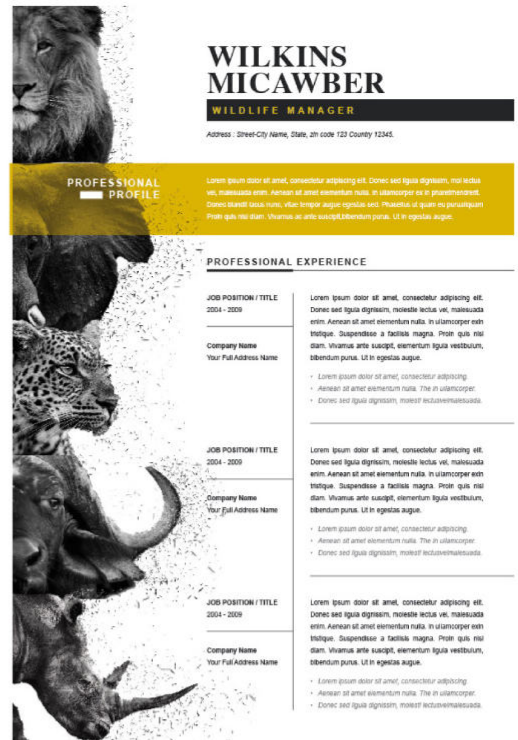 WILKINS
MICAWBER
WILDLIFE MANAGER
Address : Street-City Name, State, zin code 123 Country 12345.
PROFESSIONAL
PROFILE
Lorem ipsum dolor sit amet, consectetur adipiscing elit. Donec sed ligula dignissim, moi lectus
vel, malesuada enim. Aenean sit amet elementum nulla. In ullamcorper ex in
Donec blandit lacus nunc, vitae tempor augue egestas sed. Phasellus ut quam eu
Proin quis nisi diam. Vivamus ac ante suscipit,bibendum purus. Ut in egestas augue.
PROFESSIONAL EXPERIENCE
JOB POSITION / TITLE
2004 - 2009
Company Name
Your Full Address Name
Lorem ipsum dolor sit amet, consectetur adipiscing elit.
Donec sed ligula dignissim, molestie lectus vel, malesuada
enim. Aenean sit amet elementum nulla. In ullamcorper exin
tristique. Suspendisse a facilisis magna. Proin quis nisl
diam. Vivamus ante suscipit, elementum ligula vestibulum,
bibendum purus. Ut in egestas augue.
• Lorem ipsum dolor sit amet, consectetur adipiscing.
• Aenean sit amet elementum nulla. The in ullamcorper.
• Donec sed ligula dignissim, molesti lectusvelmalesuada.
JOB POSITION / TITLE
2004 - 2009
Company Name
Your Full Address Name
Lorem ipsum dolor sit amet, consectetur adipiscing elit.
Donec sed ligula dignissim, molestie lectus vel, malesuada
enim. Aenean sit amet elementum nulla. In ullamcorper exin
tristique. Suspendisse a facilisis magna. Proin quis nisl
diam. Vivamus ante suscipit, elementum ligula vestibulum,
bibendum purus. Ut in egestas augue.
• Lorem ipsum dolor sit amet, consectetur adipiscing.
• Aenean sit amet elementum nulla. The in ullamcorper.
• Donec sed ligula dignissim, molesti lectusvelmalesuada.
JOB POSITION / TITLE
2004 - 2009
Company Name
Your Full Address Name
Lorem ipsum dolor sit amet, consectetur adipiscing elit.
Donec sed ligula dignissim, molestie lectus vel, malesuada
enim. Aenean sit amet elementum nulla. In ullamcorper exin
tristique. Suspendisse a facilisis magna. Proin quis nisl
diam. Vivamus ante suscipit, elementum ligula vestibulum,
bibendum purus. Ut in egestas augue.
• Lorem ipsum dolor sit amet, consectetur adipiscing.
• Aenean sit amet elementum nulla. The in ullamcorper.
• Donec sed ligula dignissim, molesti lectusvelmalesuada.